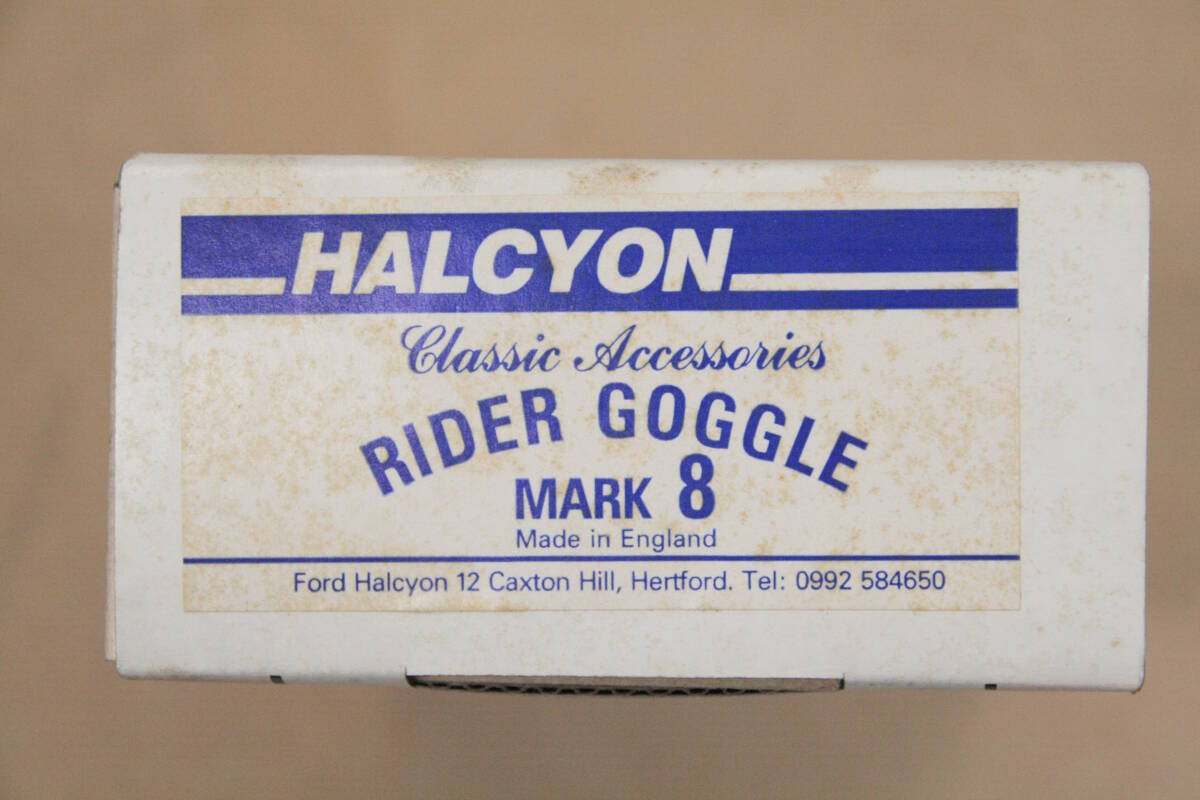 HALCYON
Classic Accessories
RIDER GOGGLE
MARK 8
Made in England
Ford Halcyon 12 Caxton Hill, Hertford. Tel: 0992 584650